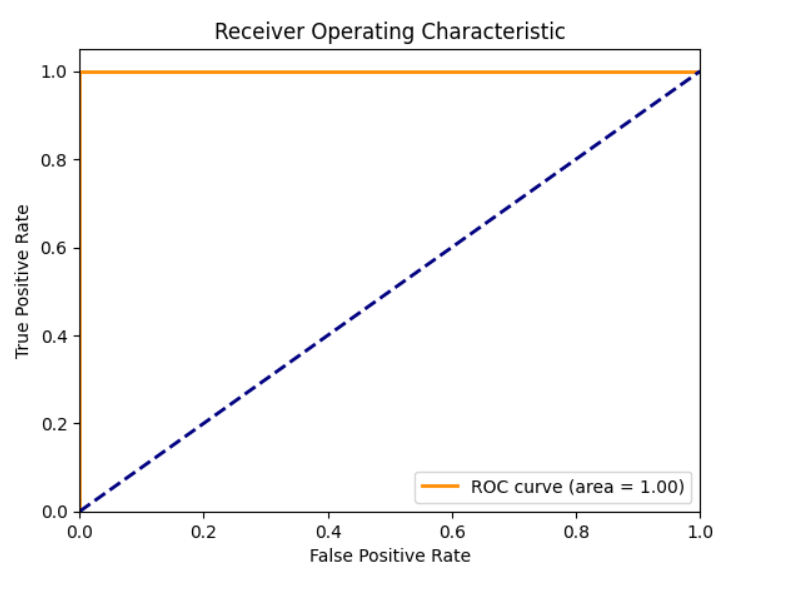 Receiver Operating Characteristic
True Positive Rate
1.0
0.8
0.6
0.4
0.2
0.0
ROC curve (area = 1.00)
0.0 0.2 0.4 0.6 0.8 1.0
False Positive Rate